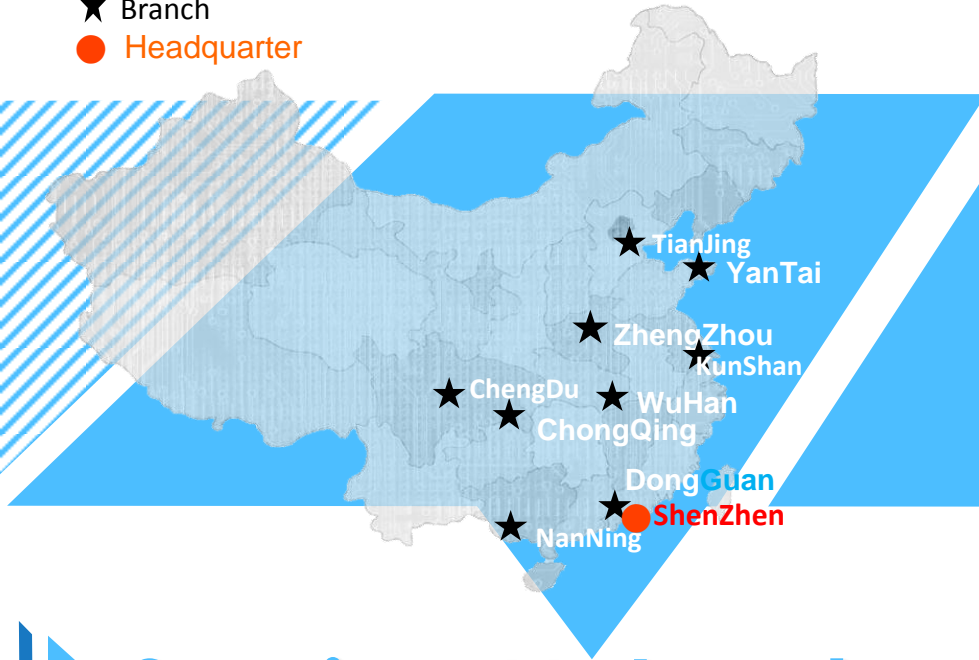 Branch
Headquarter
TianJing
YanTai
ZhengZhou
KunShan
ChengDu
WuHan
ChongQing
DongGuan
ShenZhen
NanNing